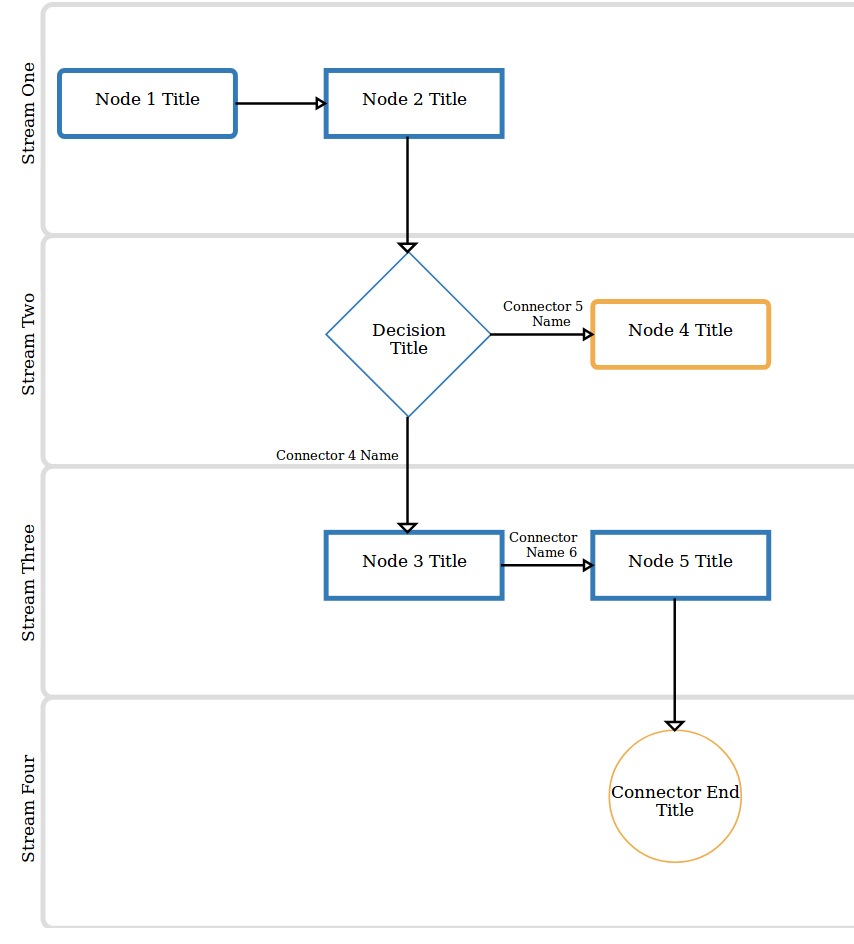 Stream One
Node 1 Title
Node 2 Title
Stream Two
Decision
Title
Connector 5
Name
Node 4 Title
Connector 4 Name
Stream Three
Node 3 Title
Connector
Name 6
Node 5 Title
Stream Four
Connector End
Title